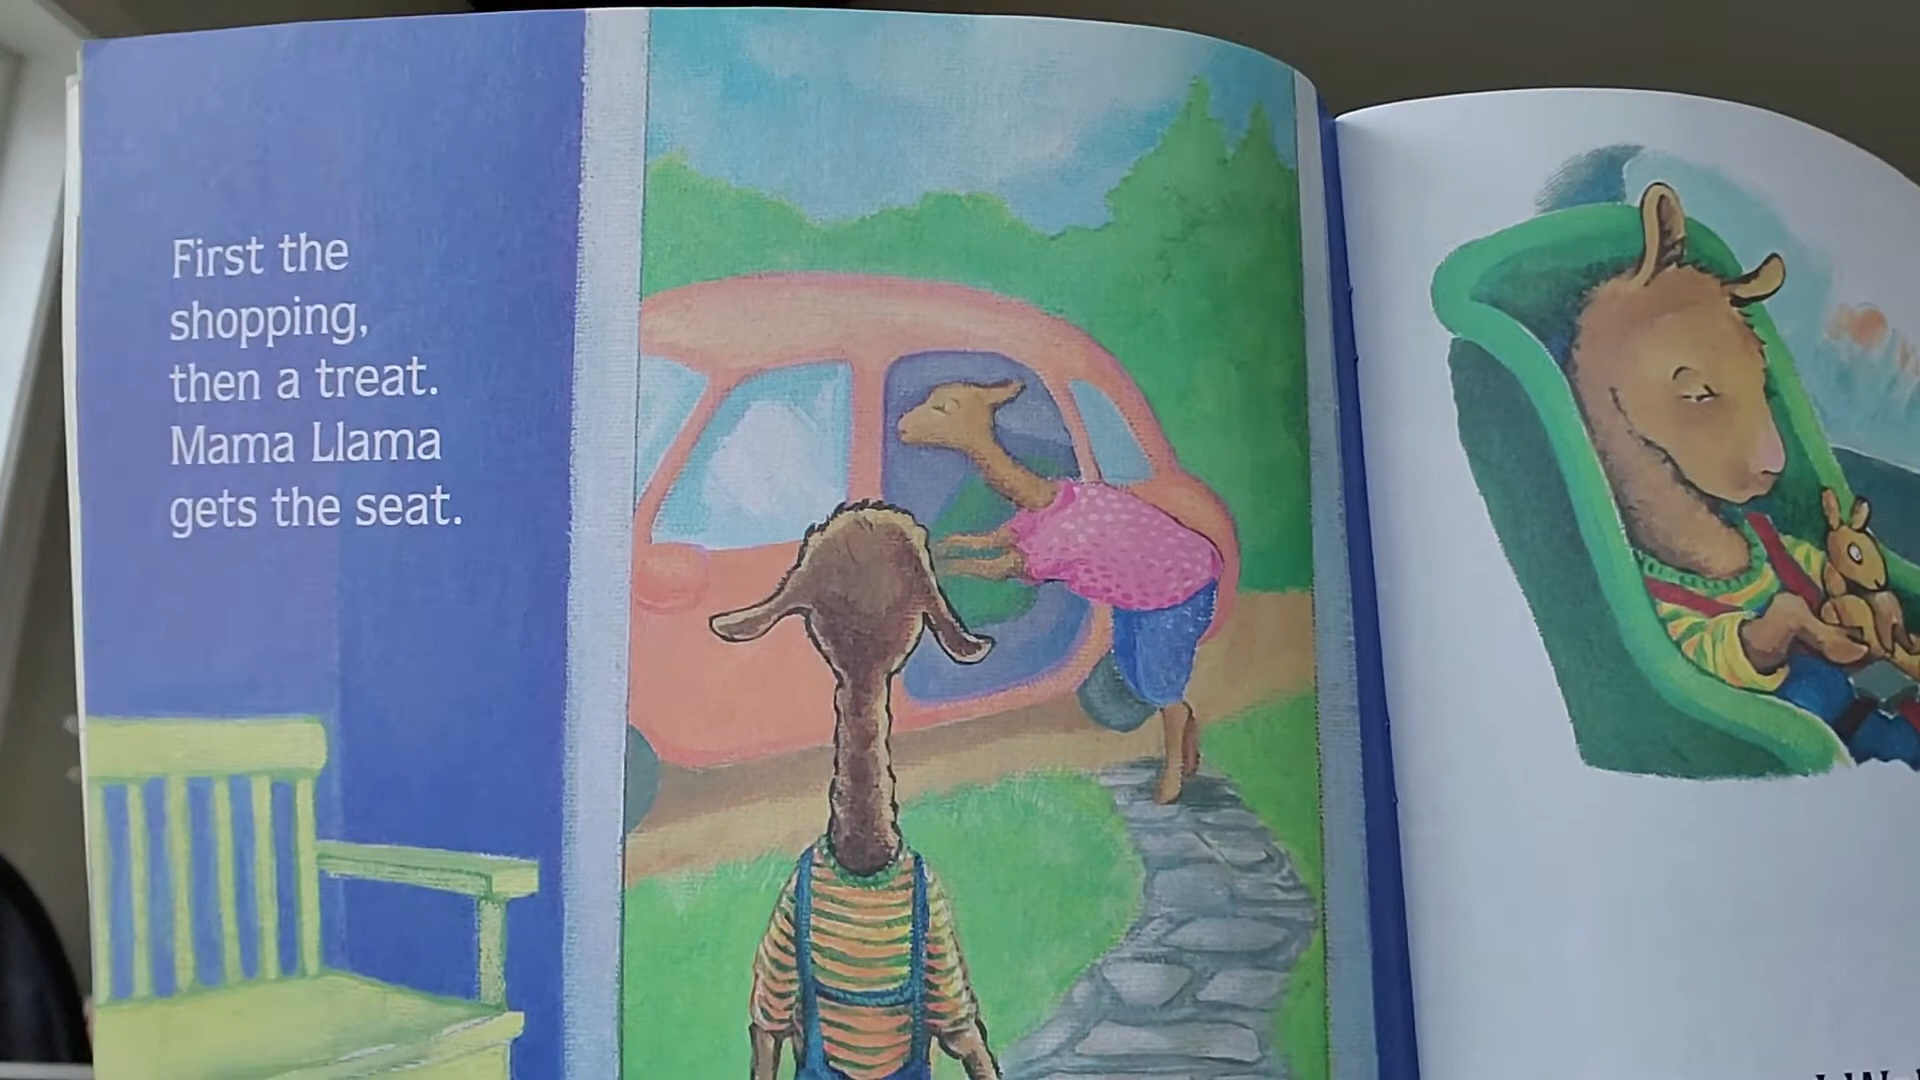 First the
shopping,
then a treat.
Mama Llama
gets the seat.